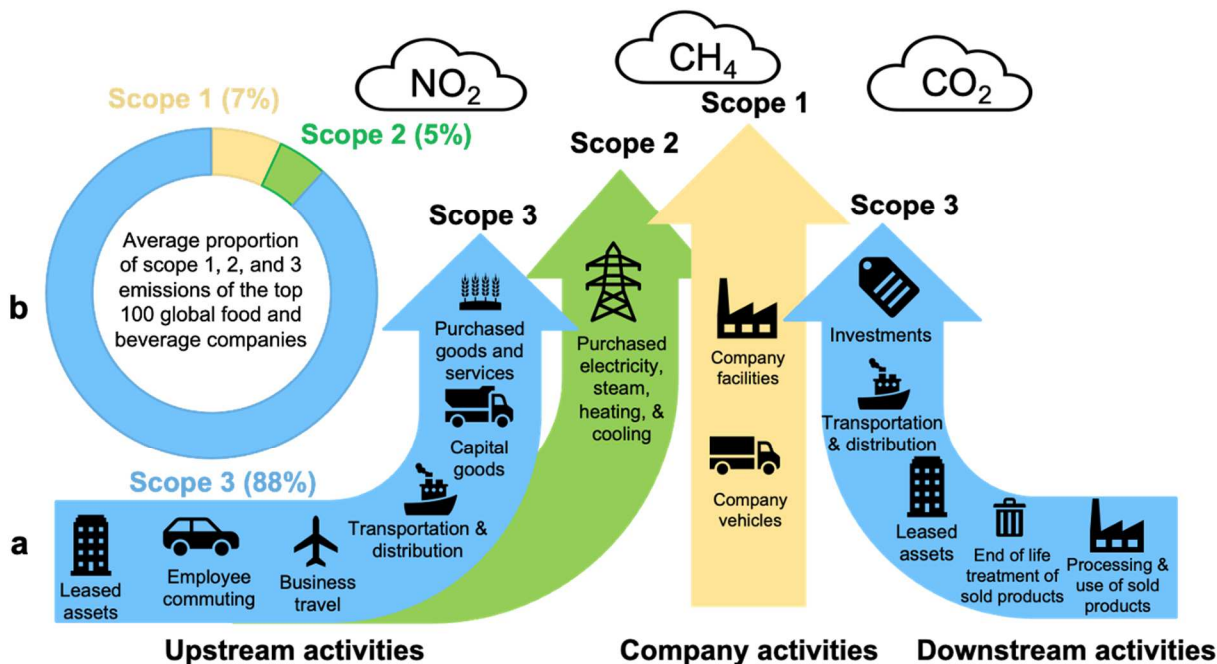 NO₂
CH₄
CO₂
Scope 1 (7%)
Scope 2 (5%)
Scope 3 (88%)
Average proportion
of scope 1, 2, and 3
emissions of the top
100 global food and
beverage companies
b
a
Scope 3
Purchased
goods and
services
Capital
goods
Transportation &
distribution
Business
travel
Employee
commuting
Leased
assets
Scope 2
Purchased
electricity,
steam,
heating, &
cooling
Scope 1
Company
facilities
Company
vehicles
Scope 3
Investments
Transportation
& distribution
Leased
assets
End of life
treatment of
sold products
Processing &
use of sold
products
Upstream activities
Company activities
Downstream activities